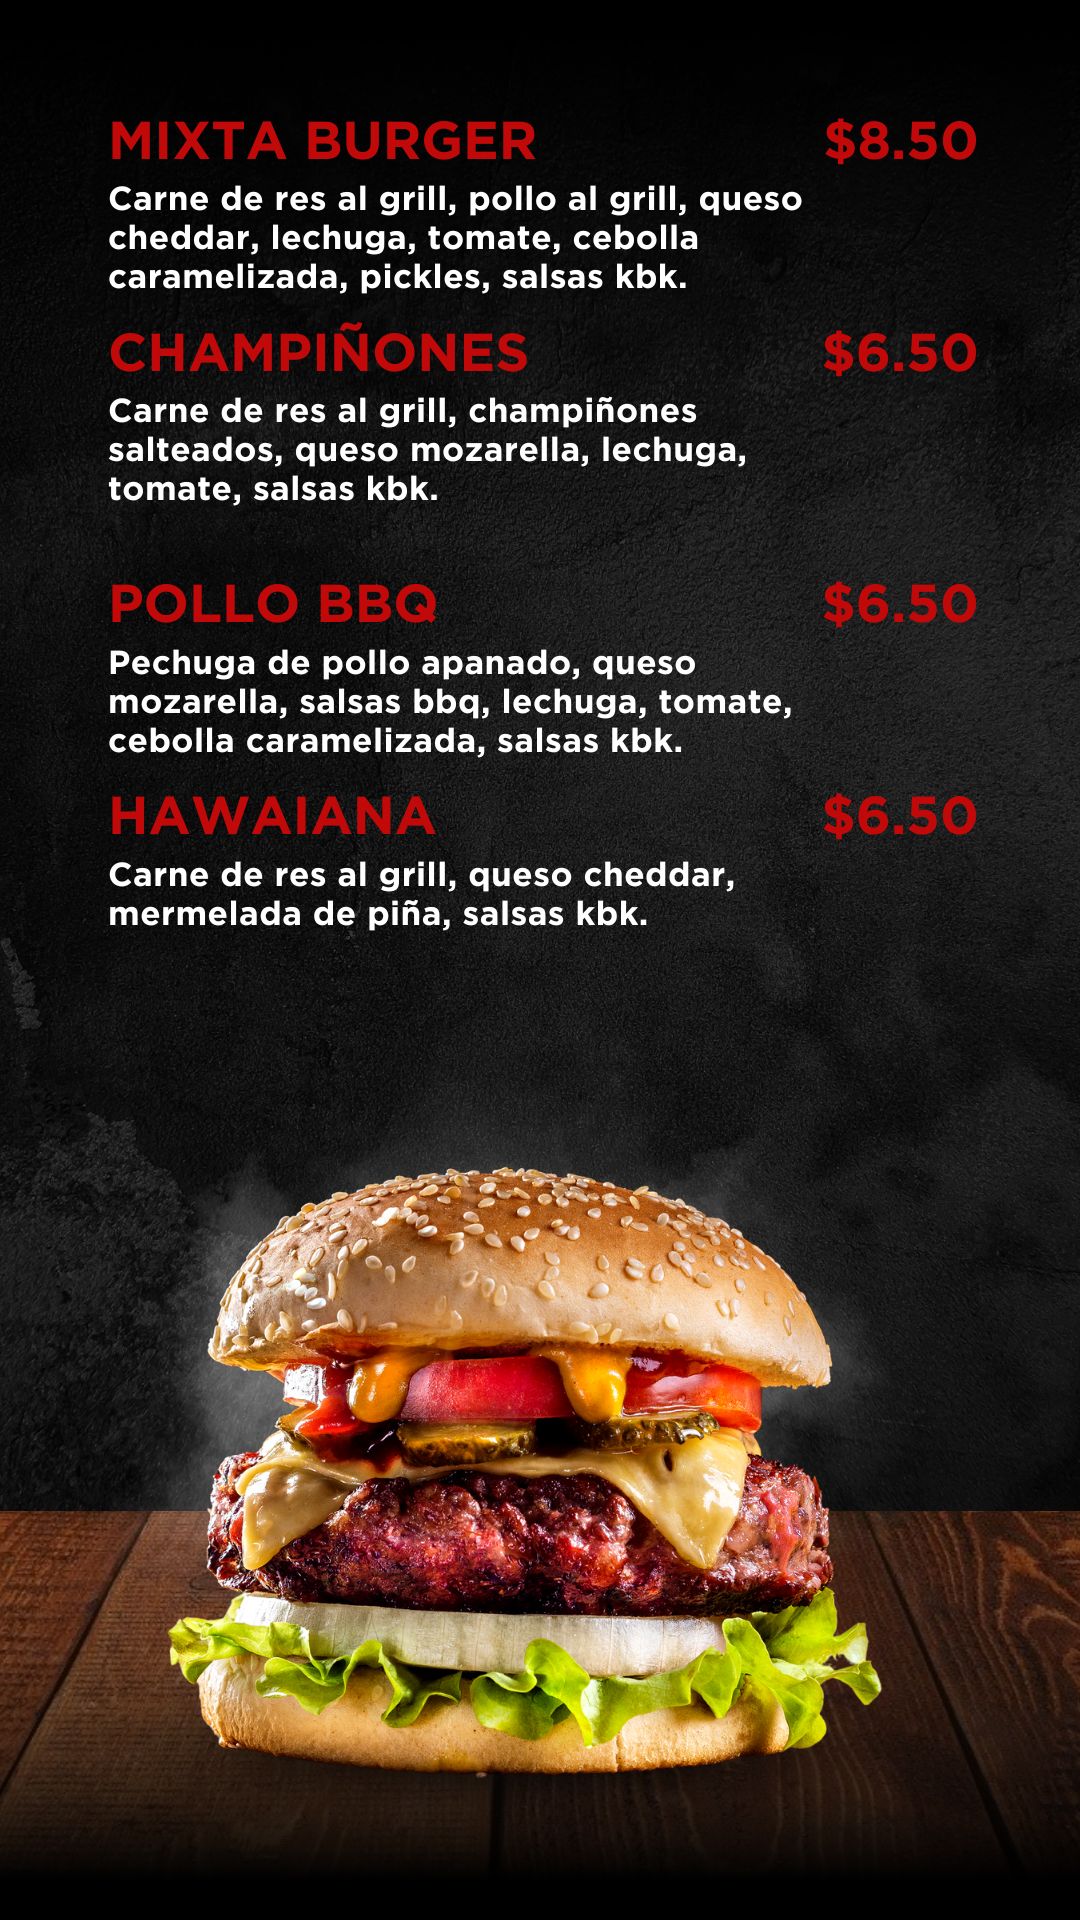 MIXTA BURGER $8.50
Carne de res al grill, pollo al grill, queso
cheddar, lechuga, tomate, cebolla
caramelizada, pickles, salsas kbk.
CHAMPIÑONES $6.50
Carne de res al grill, champiñones
salteados, queso mozarella, lechuga,
tomate, salsas kbk.
POLLO BBQ $6.50
Pechuga de pollo apanado, queso
mozarella, salsas bbq, lechuga, tomate,
cebolla caramelizada, salsas kbk.
HAWAIANA $6.50
Carne de res al grill, queso cheddar,
mermelada de piña, salsas kbk.